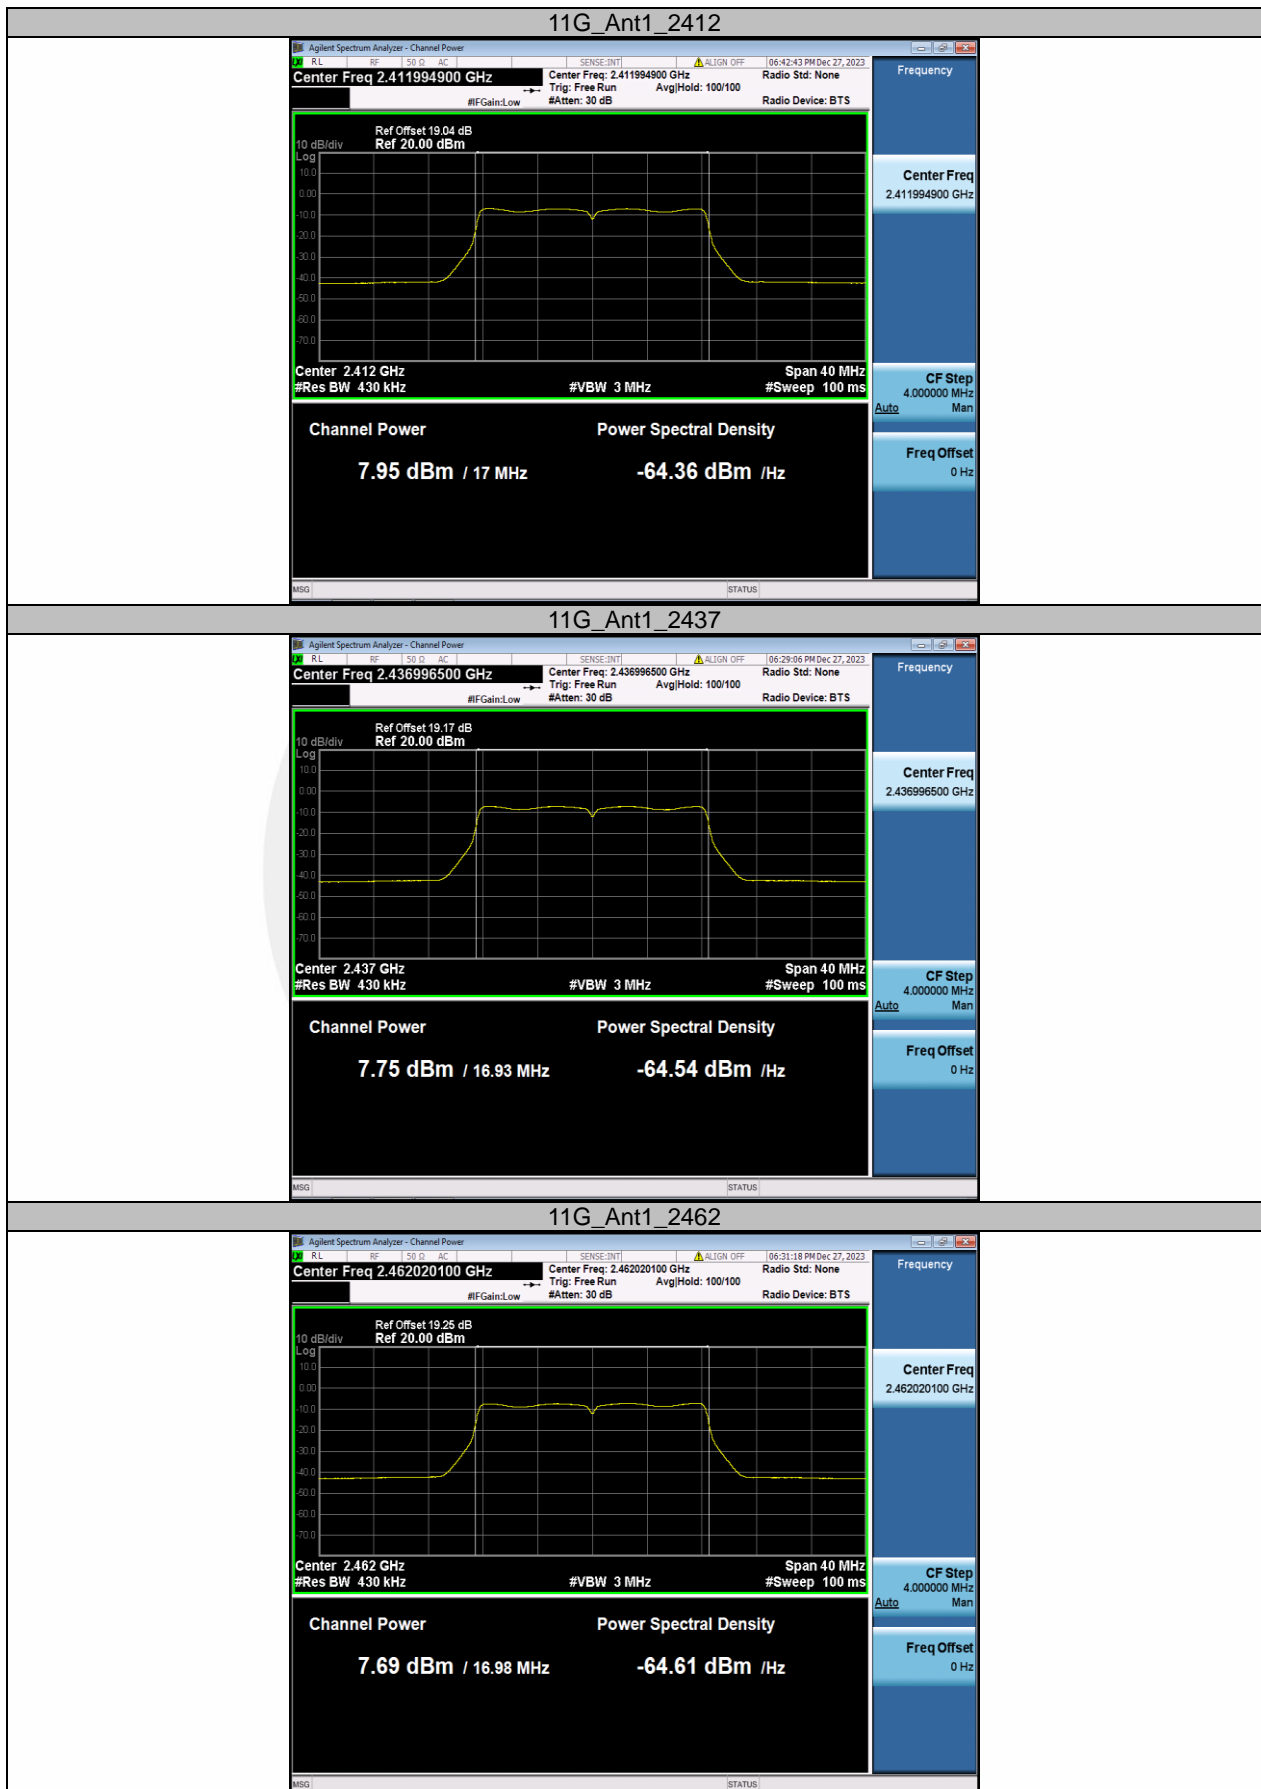 11G_Ant1_2412
Agilent Spectrum Analyzer - Channel Power
LXI RL RF 50 Ω AC SENSE:INT ALIGN OFF 06:42:43 PM Dec 27, 2023
Center Freq 2.411994900 GHz
Center Freq: 2.411994900 GHz Radio Std: None
Trig: Free Run Avg|Hold: 100/100
#IFGain:Low #Atten: 30 dB Radio Device: BTS
Frequency
Ref Offset 19.04 dB
10 dB/div Ref 20.00 dBm
Log
10.0
0.00
-10.0
-20.0
-30.0
-40.0
-50.0
-60.0
-70.0
Center 2.412 GHz Span 40 MHz
#Res BW 430 kHz #VBW 3 MHz #Sweep 100 ms
Channel Power Power Spectral Density
7.95 dBm / 17 MHz -64.36 dBm /Hz
Center Freq
2.411994900 GHz
CF Step
4.000000 MHz
Auto Man
Freq Offset
0 Hz
MSG STATUS
11G_Ant1_2437
Agilent Spectrum Analyzer - Channel Power
LXI RL RF 50 Ω AC SENSE:INT ALIGN OFF 06:29:06 PM Dec 27, 2023
Center Freq 2.436996500 GHz
Center Freq: 2.436996500 GHz Radio Std: None
Trig: Free Run Avg|Hold: 100/100
#IFGain:Low #Atten: 30 dB Radio Device: BTS
Frequency
Ref Offset 19.17 dB
10 dB/div Ref 20.00 dBm
Log
10.0
0.00
-10.0
-20.0
-30.0
-40.0
-50.0
-60.0
-70.0
Center 2.437 GHz Span 40 MHz
#Res BW 430 kHz #VBW 3 MHz #Sweep 100 ms
Channel Power Power Spectral Density
7.75 dBm / 16.93 MHz -64.54 dBm /Hz
Center Freq
2.436996500 GHz
CF Step
4.000000 MHz
Auto Man
Freq Offset
0 Hz
MSG STATUS
11G_Ant1_2462
Agilent Spectrum Analyzer - Channel Power
LXI RL RF 50 Ω AC SENSE:INT ALIGN OFF 06:31:18 PM Dec 27, 2023
Center Freq 2.462020100 GHz
Center Freq: 2.462020100 GHz Radio Std: None
Trig: Free Run Avg|Hold: 100/100
#IFGain:Low #Atten: 30 dB Radio Device: BTS
Frequency
Ref Offset 19.25 dB
10 dB/div Ref 20.00 dBm
Log
10.0
0.00
-10.0
-20.0
-30.0
-40.0
-50.0
-60.0
-70.0
Center 2.462 GHz Span 40 MHz
#Res BW 430 kHz #VBW 3 MHz #Sweep 100 ms
Channel Power Power Spectral Density
7.69 dBm / 16.98 MHz -64.61 dBm /Hz
Center Freq
2.462020100 GHz
CF Step
4.000000 MHz
Auto Man
Freq Offset
0 Hz
MSG STATUS